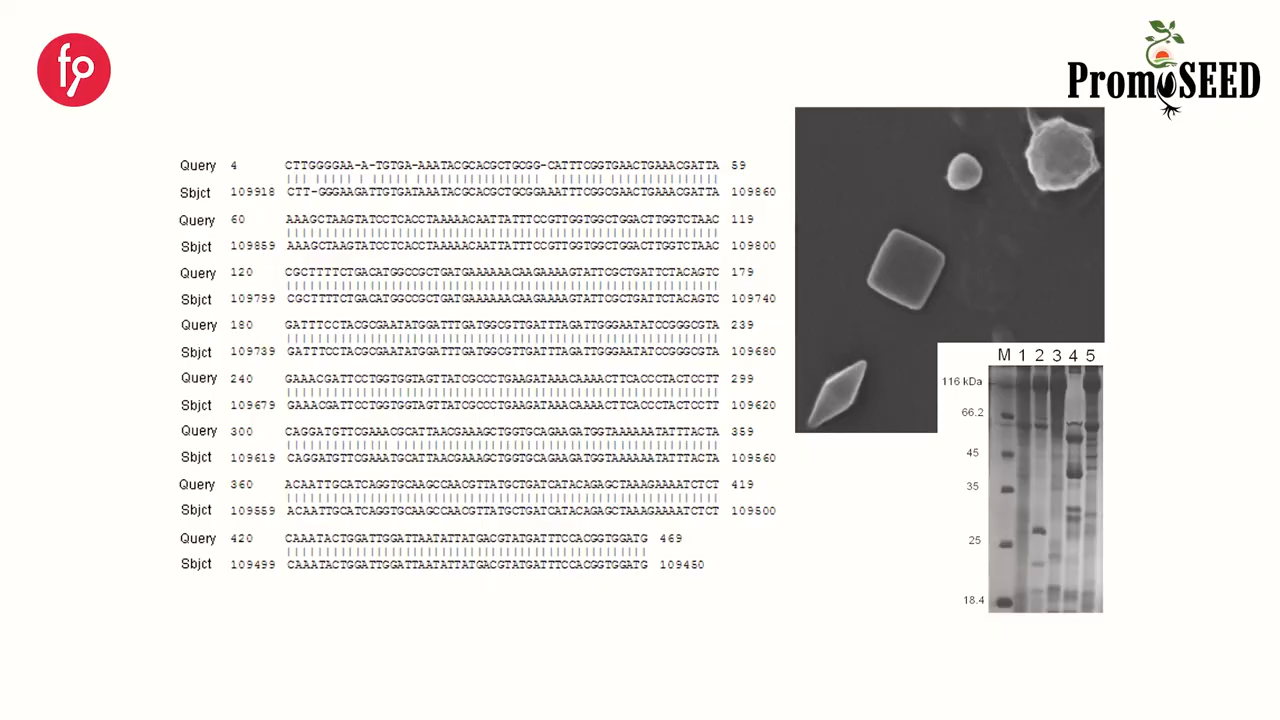 fp
PromoSEED
Query 4 CTTGGGGAA-A-TGTGA-AAATACGCACGCTGCGG-CATTTCGGTGAACTGAAACGATTA 59
Sbjct 109918 CTT-GGGAAGATTGTGATAAATACGCACGCTGCGGAAATTTCGGCGAACTGAAACGATTA 109860
Query 60 AAAGCTAAGTATCCTCACCTAAAAACAATTATTTCCGTTGGTGGCTGGACTTGGTCTAAC 119
Sbjct 109859 AAAGCTAAGTATCCTCACCTAAAAACAATTATTTCCGTTGGTGGCTGGACTTGGTCTAAC 109800
Query 120 CGCTTTTCTGACATGGCCGCTGATGAAAAAACAAGAAAAGTATTCGCTGATTCTACAGTC 179
Sbjct 109799 CGCTTTTCTGACATGGCCGCTGATGAAAAAACAAGAAAAGTATTCGCTGATTCTACAGTC 109740
Query 180 GATTTCCTACGCGAATATGGATTTGATGGCGTTGATTTAGATTGGGAATATCCGGGCGTA 239
Sbjct 109739 GATTTCCTACGCGAATATGGATTTGATGGCGTTGATTTAGATTGGGAATATCCGGGCGTA 109680
Query 240 GAAACGATTCCTGGTGGTAGTTATCGCCCTGAAGATAAACAAAACTTCACCCTACTCCTT 299
Sbjct 109679 GAAACGATTCCTGGTGGTAGTTATCGCCCTGAAGATAAACAAAACTTCACCCTACTCCTT 109620
Query 300 CAGGATGTTCGAAACGCATTAACGAAAGCTGGTGCAGAAGATGGTAAAAAATATTTACTA 359
Sbjct 109619 CAGGATGTTCGAAATGCATTAACGAAAGCTGGTGCAGAAGATGGTAAAAAATATTTACTA 109560
Query 360 ACAATTGCATCAGGTGCAAGCCAACGTTATGCTGATCATACAGAGCTAAAGAAAATCTCT 419
Sbjct 109559 ACAATTGCATCAGGTGCAAGCCAACGTTATGCTGATCATACAGAGCTAAAGAAAATCTCT 109500
Query 420 CAAATACTGGATTGGATTAATATTATGACGTATGATTTCCACGGTGGATG 469
Sbjct 109499 CAAATACTGGATTGGATTAATATTATGACGTATGATTTCCACGGTGGATG 109450
M 1 2 3 4 5
116 kDa
66.2
45
35
25
18.4